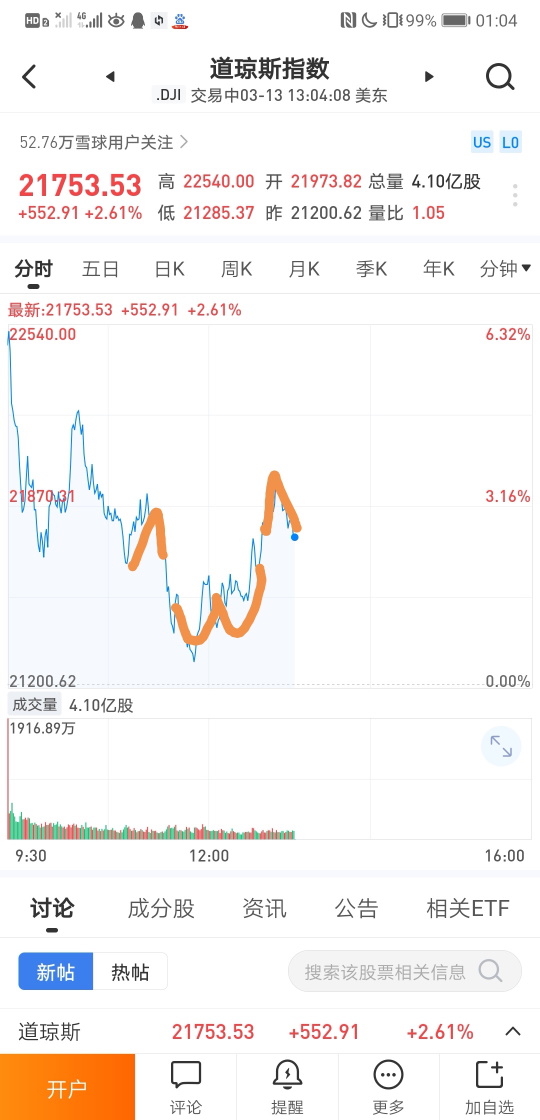 HD 2 4G 99% 01:04
道琼斯指数
.DJI 交易中03-13 13:04:08 美东
52.76万雪球用户关注 US L0
21753.53 高 22540.00 开 21973.82 总量 4.10亿股
+552.91 +2.61% 低 21285.37 昨 21200.62 量比 1.05
分时 五日 日K 周K 月K 季K 年K 分钟
最新:21753.53 +552.91 +2.61%
22540.00 6.32%
21870.31 3.16%
21200.62 0.00%
成交量 4.10亿股
1916.89万
9:30 12:00 16:00
讨论 成分股 资讯 公告 相关ETF
新帖 热帖 搜索该股票相关信息
道琼斯 21753.53 +552.91 +2.61%
开户 评论 提醒 更多 加自选